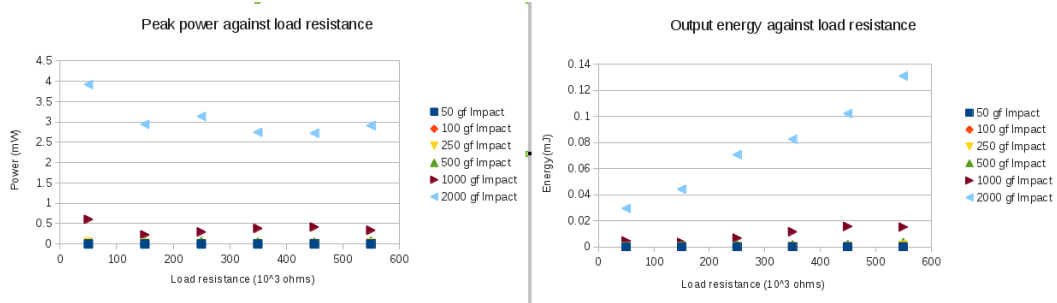 Peak power against load resistance
4.5
4
3.5
3
2.5
2
1.5
1
0.5
0
Power (mW)
0 100 200 300 400 500 600
Load resistance (10^3 ohms)
50 gf Impact
100 gf Impact
250 gf Impact
500 gf Impact
1000 gf Impact
2000 gf Impact
Output energy against load resistance
0.14
0.12
0.1
0.08
0.06
0.04
0.02
0
Energy (mJ)
0 100 200 300 400 500 600
Load resistance (10^3 ohms)
50 gf Impact
100 gf Impact
250 gf Impact
500 gf Impact
1000 gf Impact
2000 gf Impact